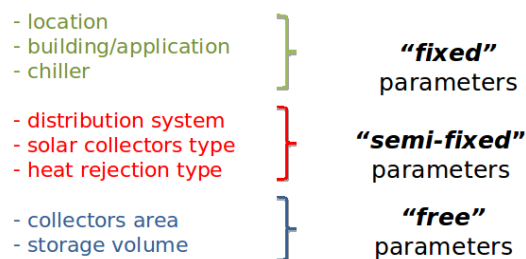 - location
- building/application
- chiller
“fixed”
parameters
- distribution system
- solar collectors type
- heat rejection type
“semi-fixed”
parameters
- collectors area
- storage volume
“free”
parameters